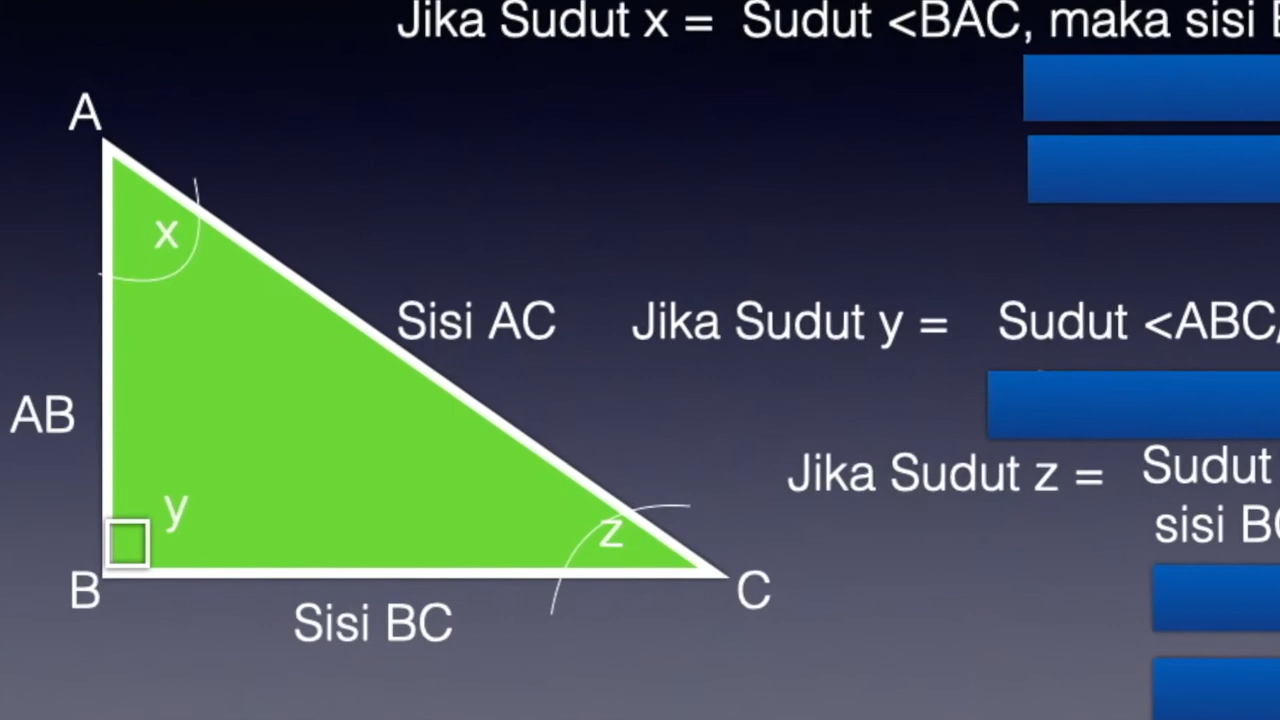 Jika Sudut x = Sudut <BAC, maka sisi
A
x
Sisi AC
Jika Sudut y = Sudut <ABC,
AB
Jika Sudut z = Sudut
sisi
y
z
B
C
Sisi BC